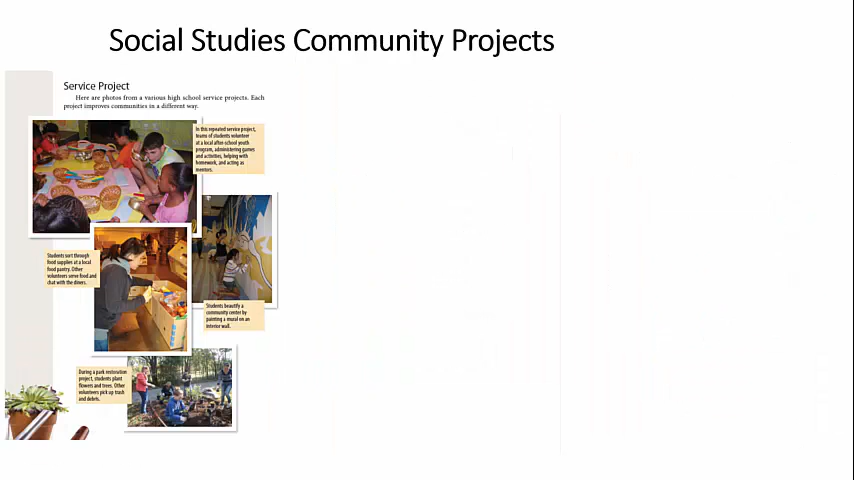 Social Studies Community Projects
Service Project
Here are photos from a various high school service projects. Each
project improves communities in a different way.
In this repeated service project,
teams of students volunteer
at a local after-school youth
program, administering games
and activities, helping with
homework, and acting as
mentors.
Students sort through
food supplies at a local
food pantry. Other
volunteers serve food and
chat with the diners.
Students beautify a
community center by
painting a mural on an
interior wall.
During a park restoration
project, students plant
flowers and trees. Other
volunteers pick up trash
and debris.